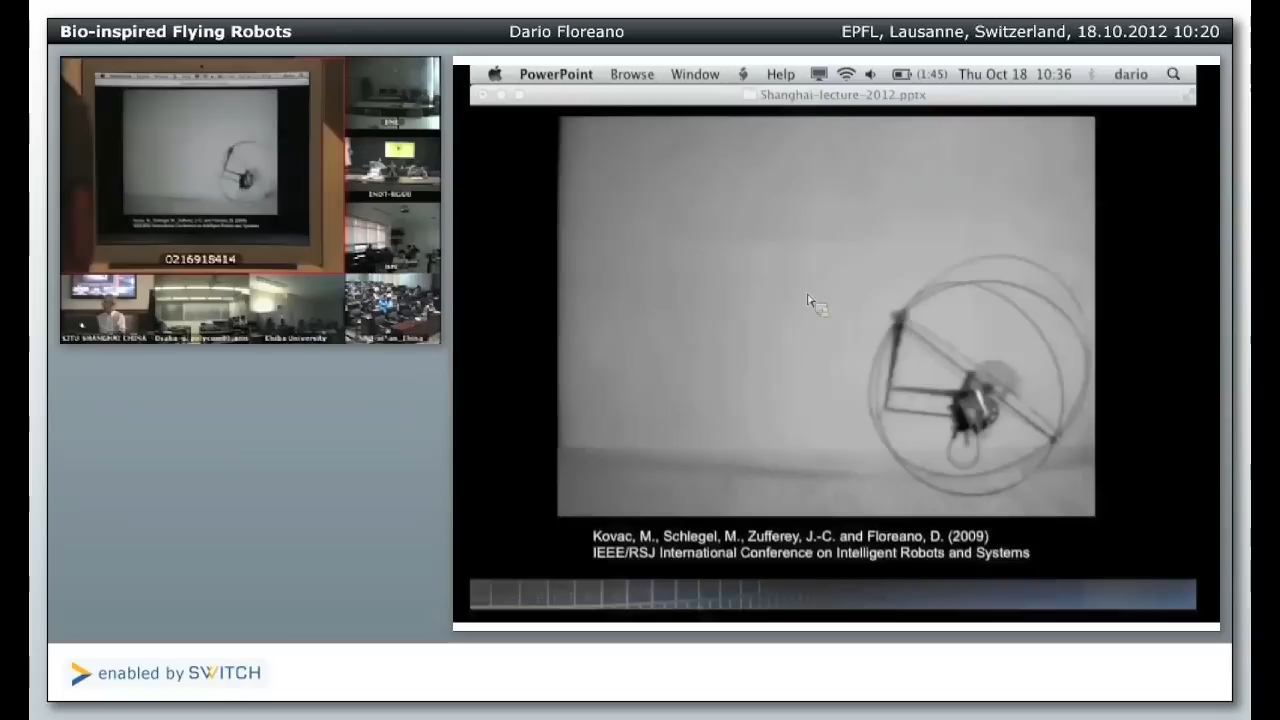 Bio-inspired Flying Robots
Dario Floreano
EPFL, Lausanne, Switzerland, 18.10.2012 10:20
PowerPoint Browse Window Help (1:45) Thu Oct 18 10:36 dario
Shanghai-lecture-2012.pptx
0216918414
SJTU SHANGHAI CHINA
Chiba University
Kovac, M., Schlegel, M., Zufferey, J.-C. and Floreano, D. (2009)
IEEE/RSJ International Conference on Intelligent Robots and Systems
enabled by SWITCH